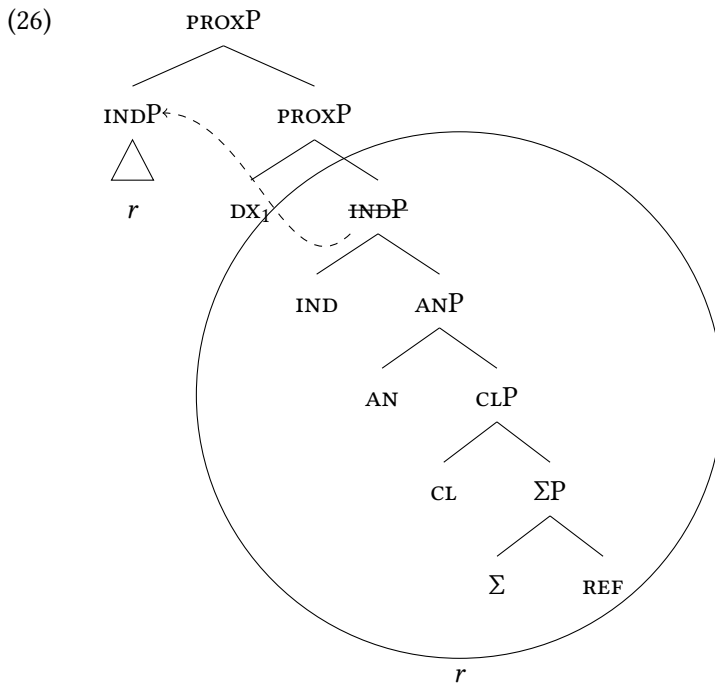 (26)
PROXP
INDP PROXP
r DX₁ INDP
IND ANP
AN CLP
CL ΣP
Σ REF
r